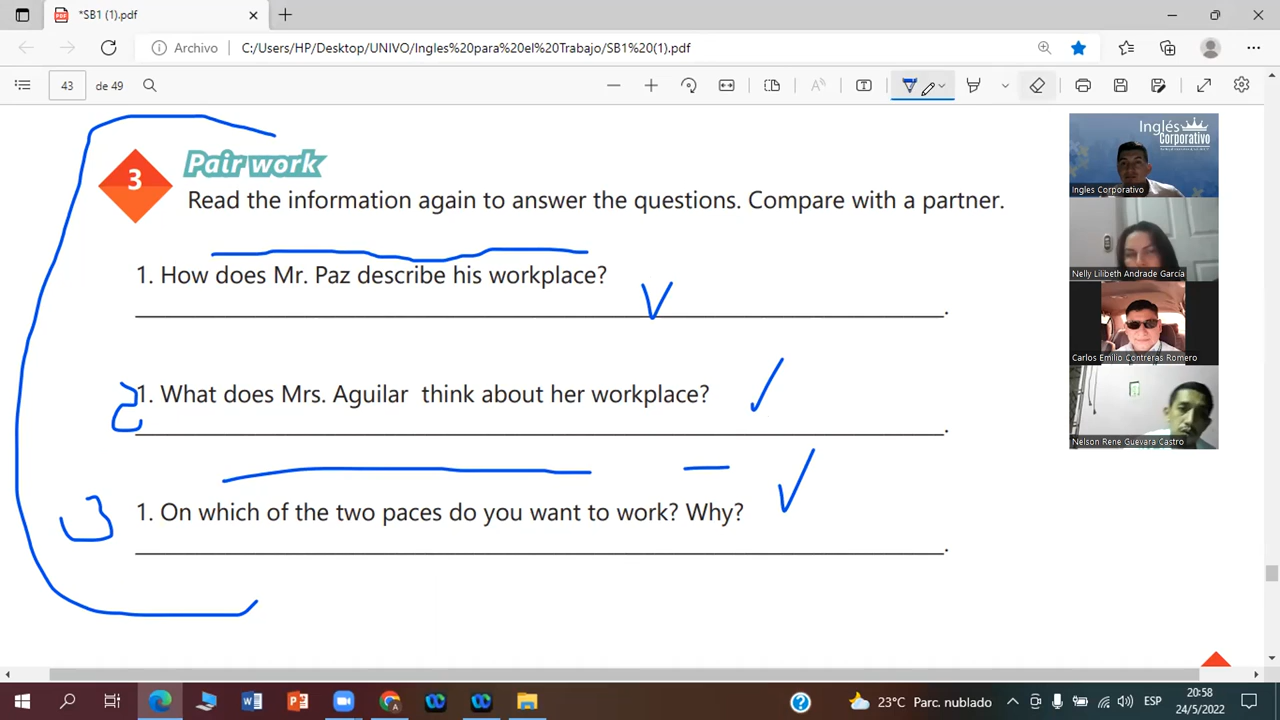 *SB1 (1).pdf
Archivo
C:/Users/HP/Desktop/UNIVO/Ingles%20para%20el%20Trabajo/SB1%20(1).pdf
43 de 49
3
Pair work
Read the information again to answer the questions. Compare with a partner.
1. How does Mr. Paz describe his workplace?
.
2
1. What does Mrs. Aguilar think about her workplace?
.
3
1. On which of the two paces do you want to work? Why?
.
Inglés
Corporativo
Ingles Corporativo
Nelly Lilibeth Andrade García
Carlos Emilio Contreras Romero
Nelson Rene Guevara Castro
23°C Parc. nublado
ESP
20:58
24/5/2022